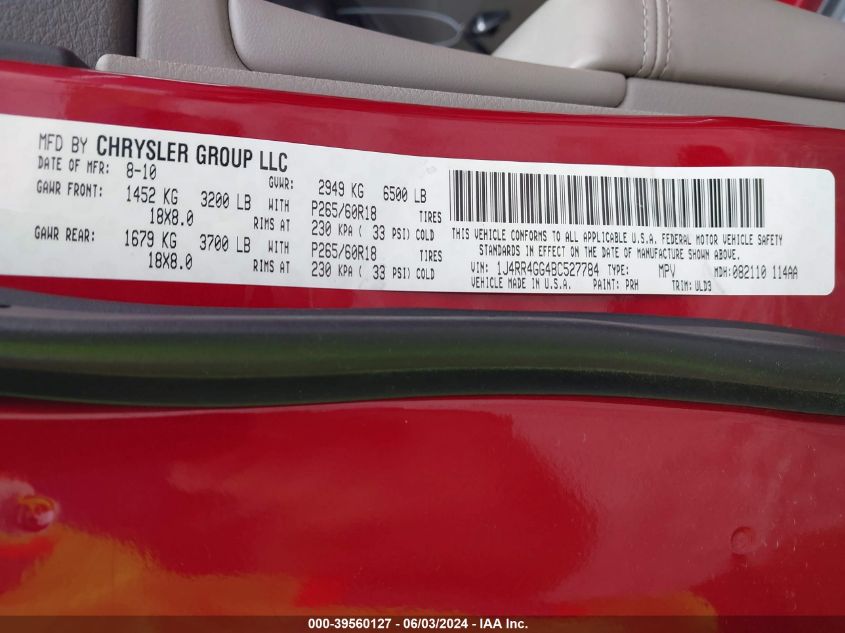 MFD BY CHRYSLER GROUP LLC
DATE OF MFR: 8-10 GVWR: 2949 KG 6500 LB
GAWR FRONT: 1452 KG 3200 LB WITH P265/60R18 TIRES
18X8.0 RIMS AT 230 KPA ( 33 PSI) COLD
GAWR REAR: 1679 KG 3700 LB WITH P265/60R18 TIRES
18X8.0 RIMS AT 230 KPA ( 33 PSI) COLD
THIS VEHICLE CONFORMS TO ALL APPLICABLE U.S.A. FEDERAL MOTOR VEHICLE SAFETY
STANDARDS IN EFFECT ON THE DATE OF MANUFACTURE SHOWN ABOVE.
VIN: 1J4RR4GG4BC527784 TYPE: MPV MDH: 082110 114AA
VEHICLE MADE IN U.S.A. PAINT: PRH TRIM: ULD3
000-39560127 - 06/03/2024 - IAA Inc.